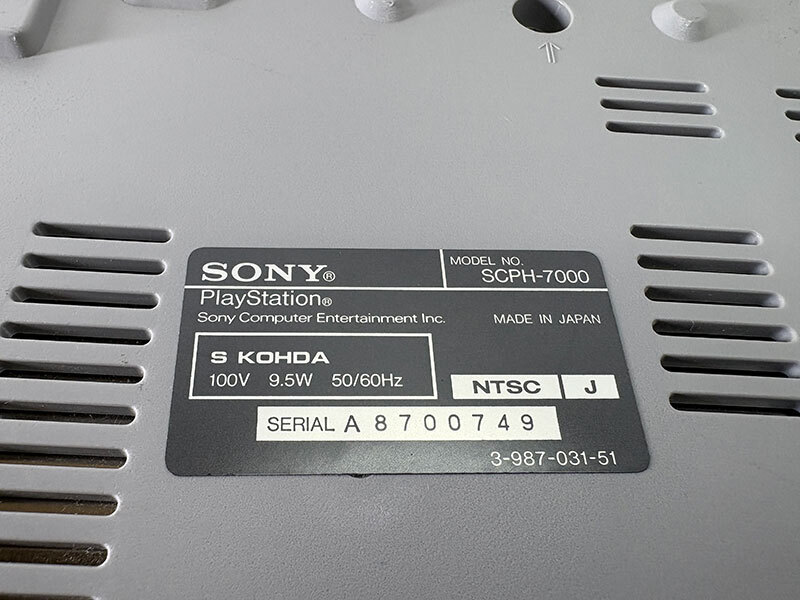 SONY®
MODEL NO.
SCPH-7000
PlayStation®
Sony Computer Entertainment Inc.
MADE IN JAPAN
S KOHDA
100V 9.5W 50/60Hz
NTSC J
SERIAL A 8700749
3-987-031-51